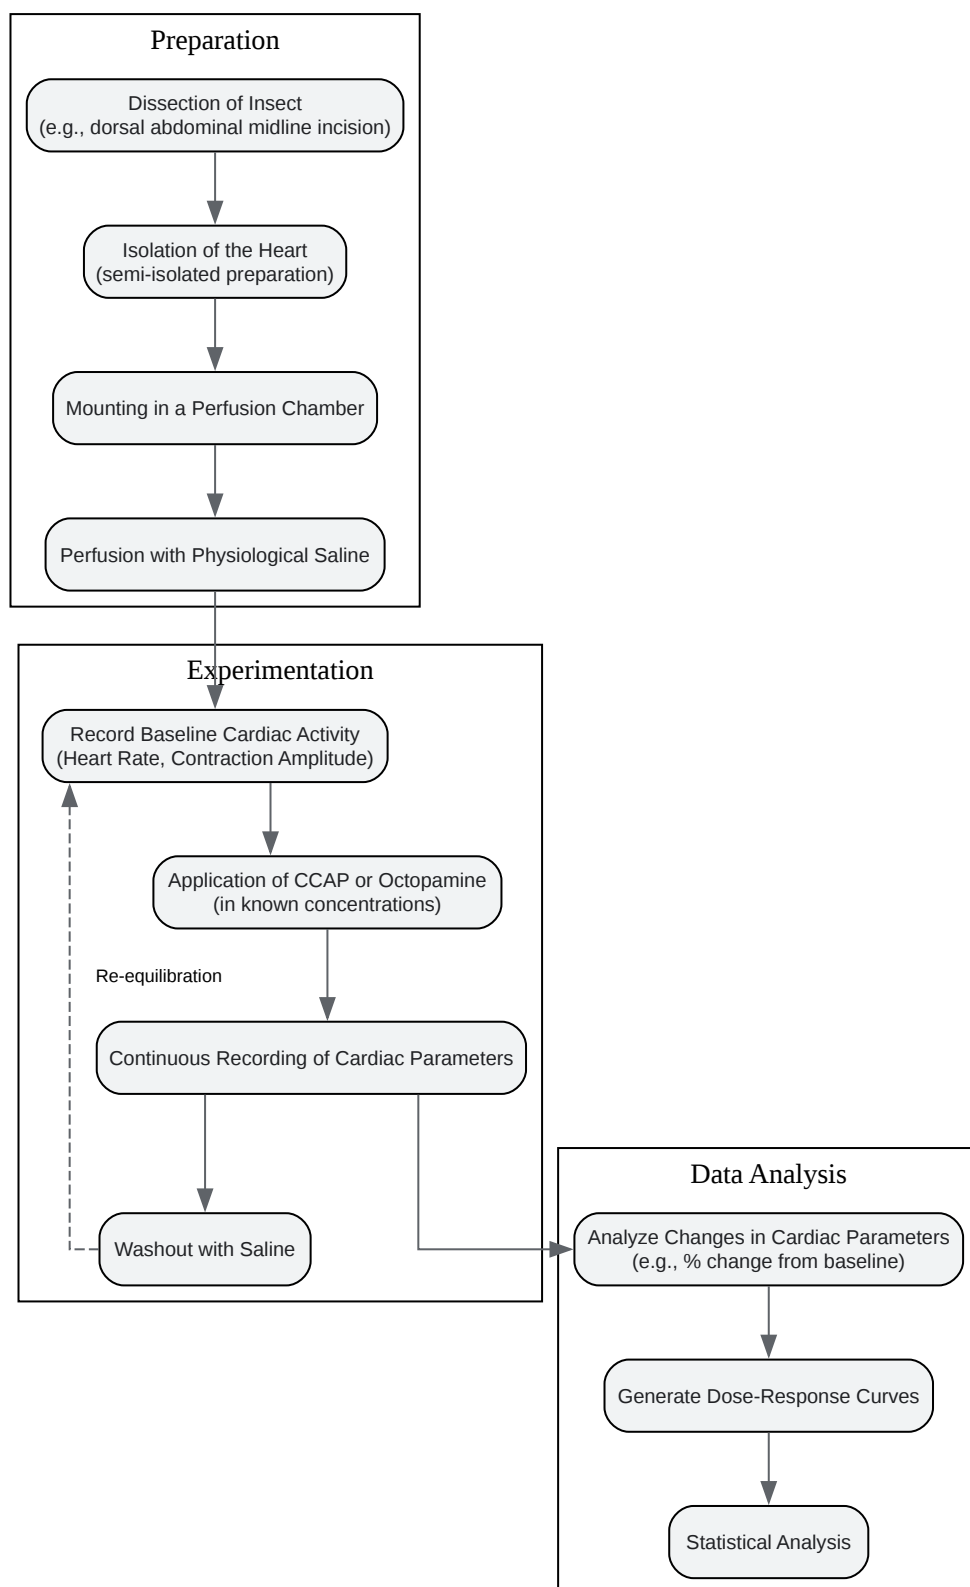 Preparation
Dissection of Insect
(e.g., dorsal abdominal midline incision)
Isolation of the Heart
(semi-isolated preparation)
Mounting in a Perfusion Chamber
Perfusion with Physiological Saline
Experimentation
Record Baseline Cardiac Activity
(Heart Rate, Contraction Amplitude)
Application of CCAP or Octopamine
(in known concentrations)
Re-equilibration
Continuous Recording of Cardiac Parameters
Washout with Saline
Data Analysis
Analyze Changes in Cardiac Parameters
(e.g., % change from baseline)
Generate Dose-Response Curves
Statistical Analysis